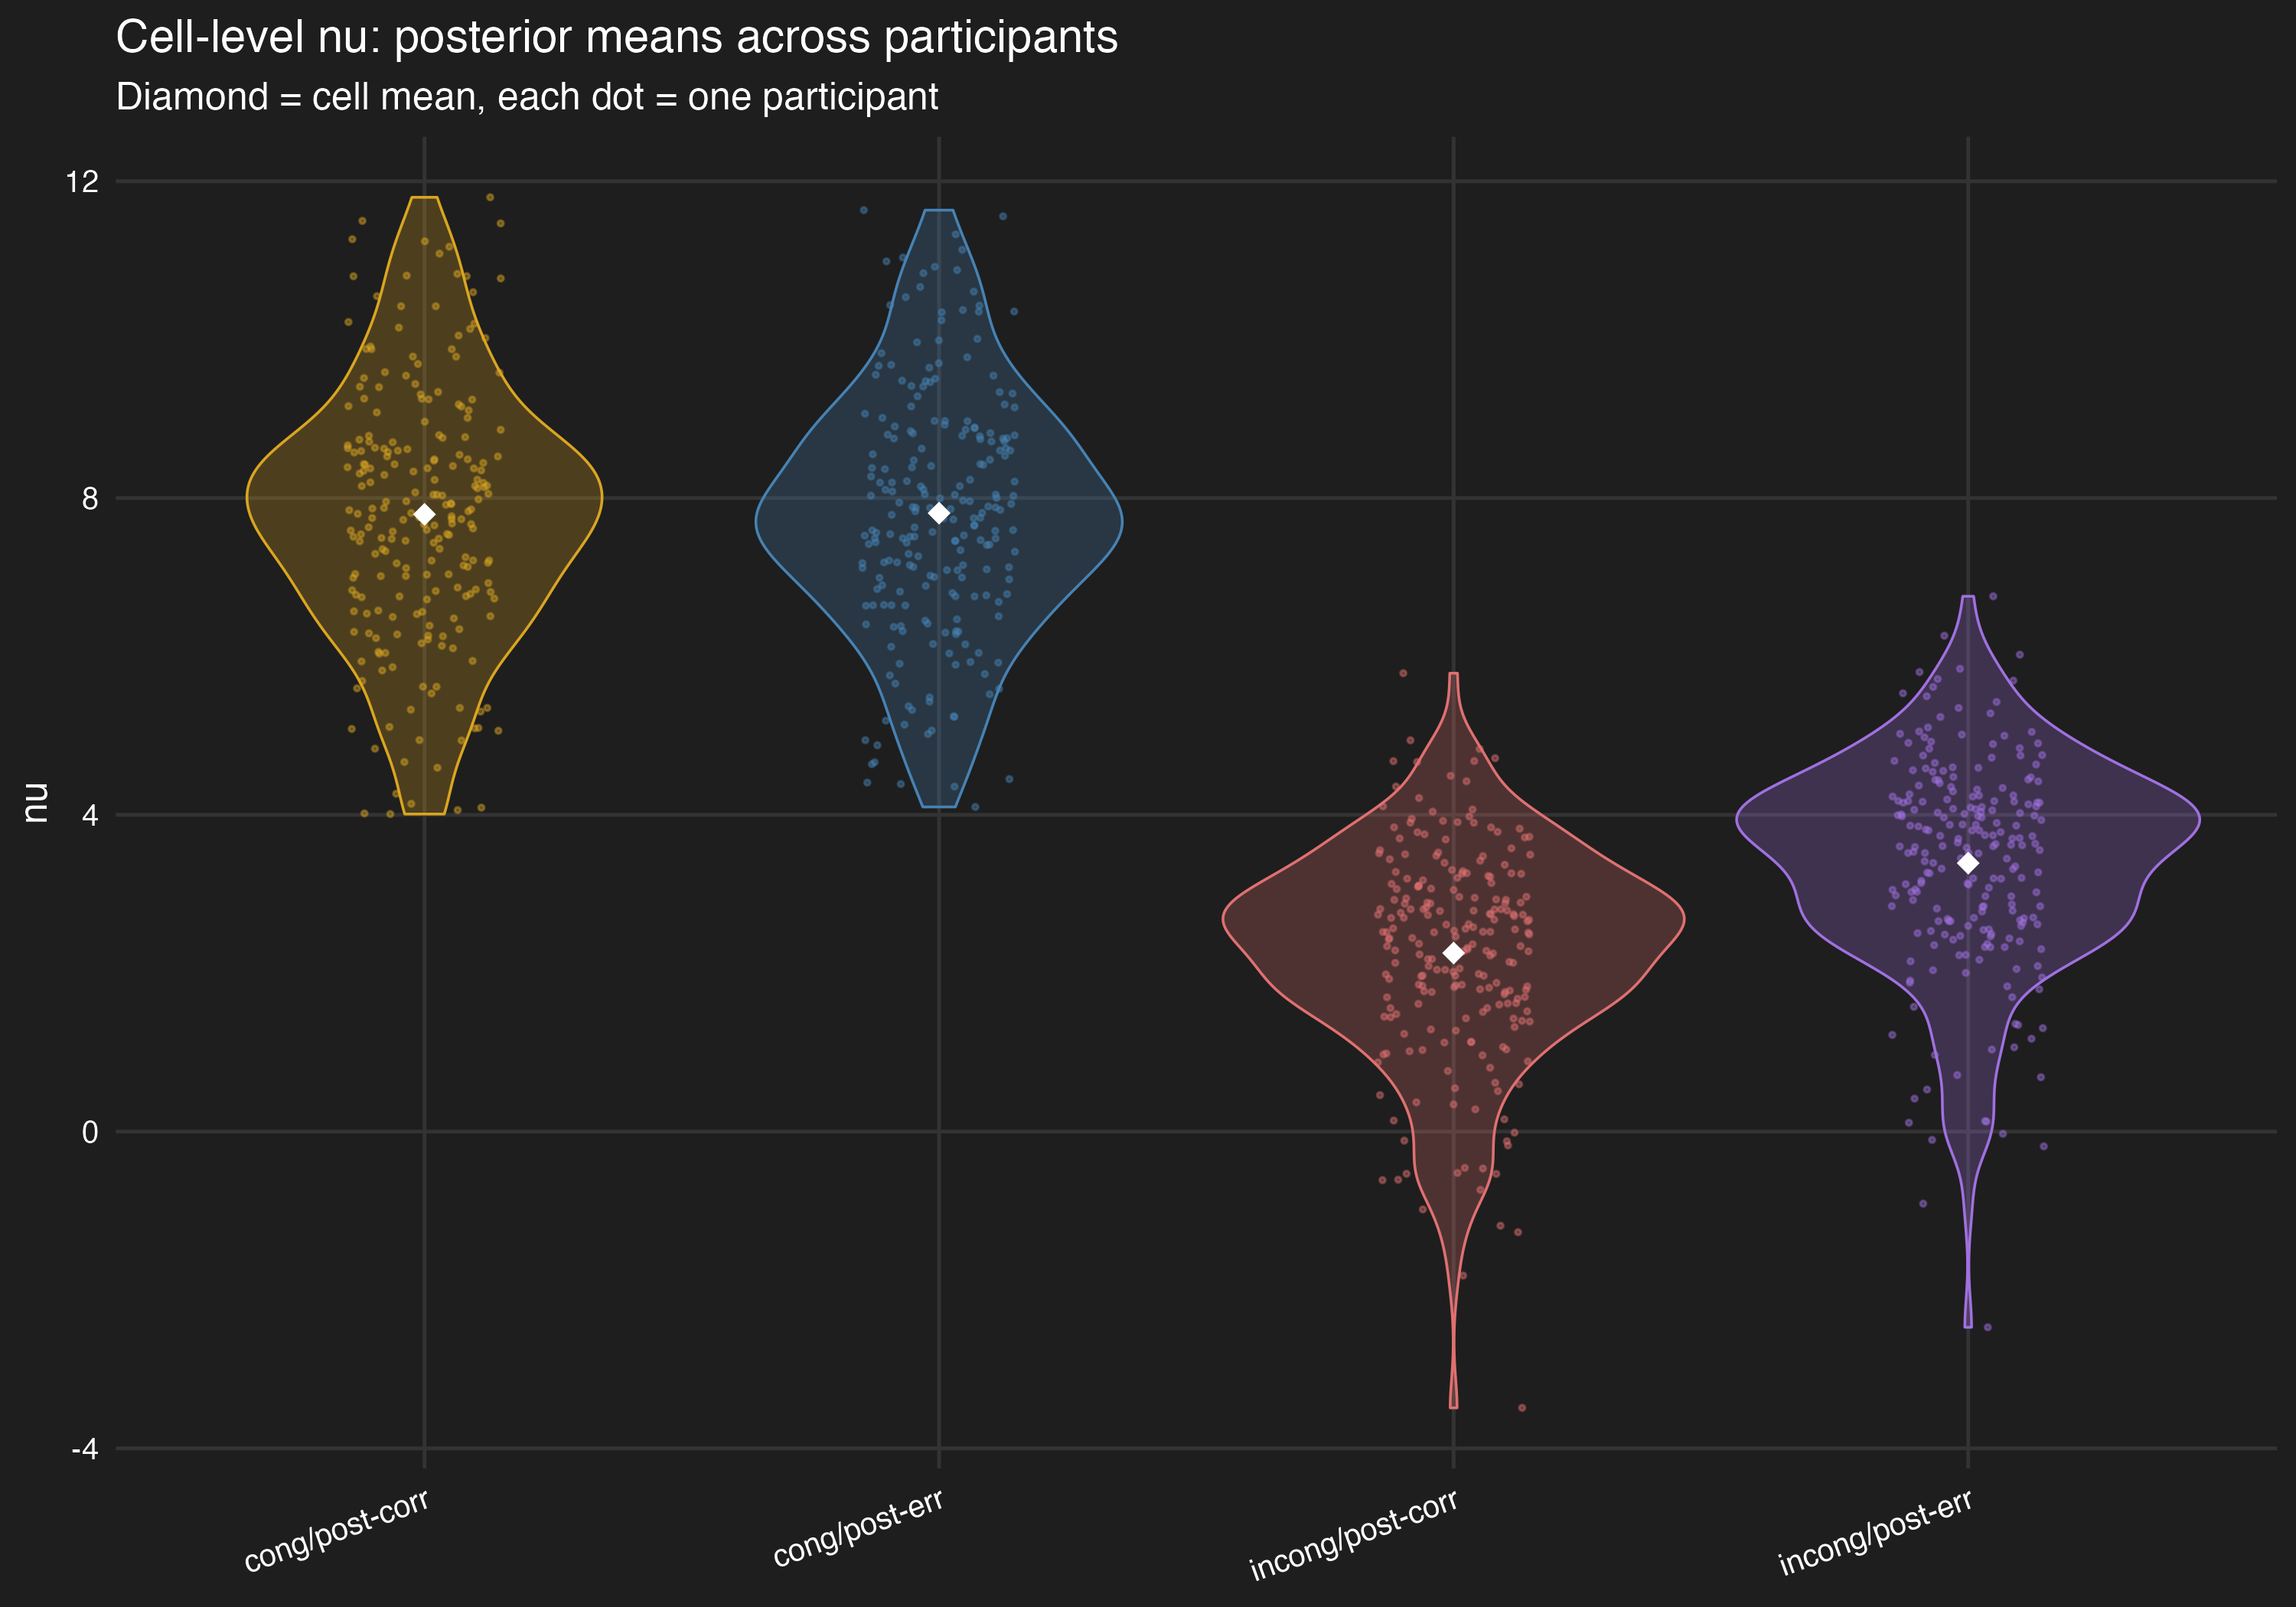 Cell-level nu: posterior means across participants
Diamond = cell mean, each dot = one participant
12
8
4
0
-4
nu
cong/post-corr
cong/post-err
incong/post-corr
incong/post-err